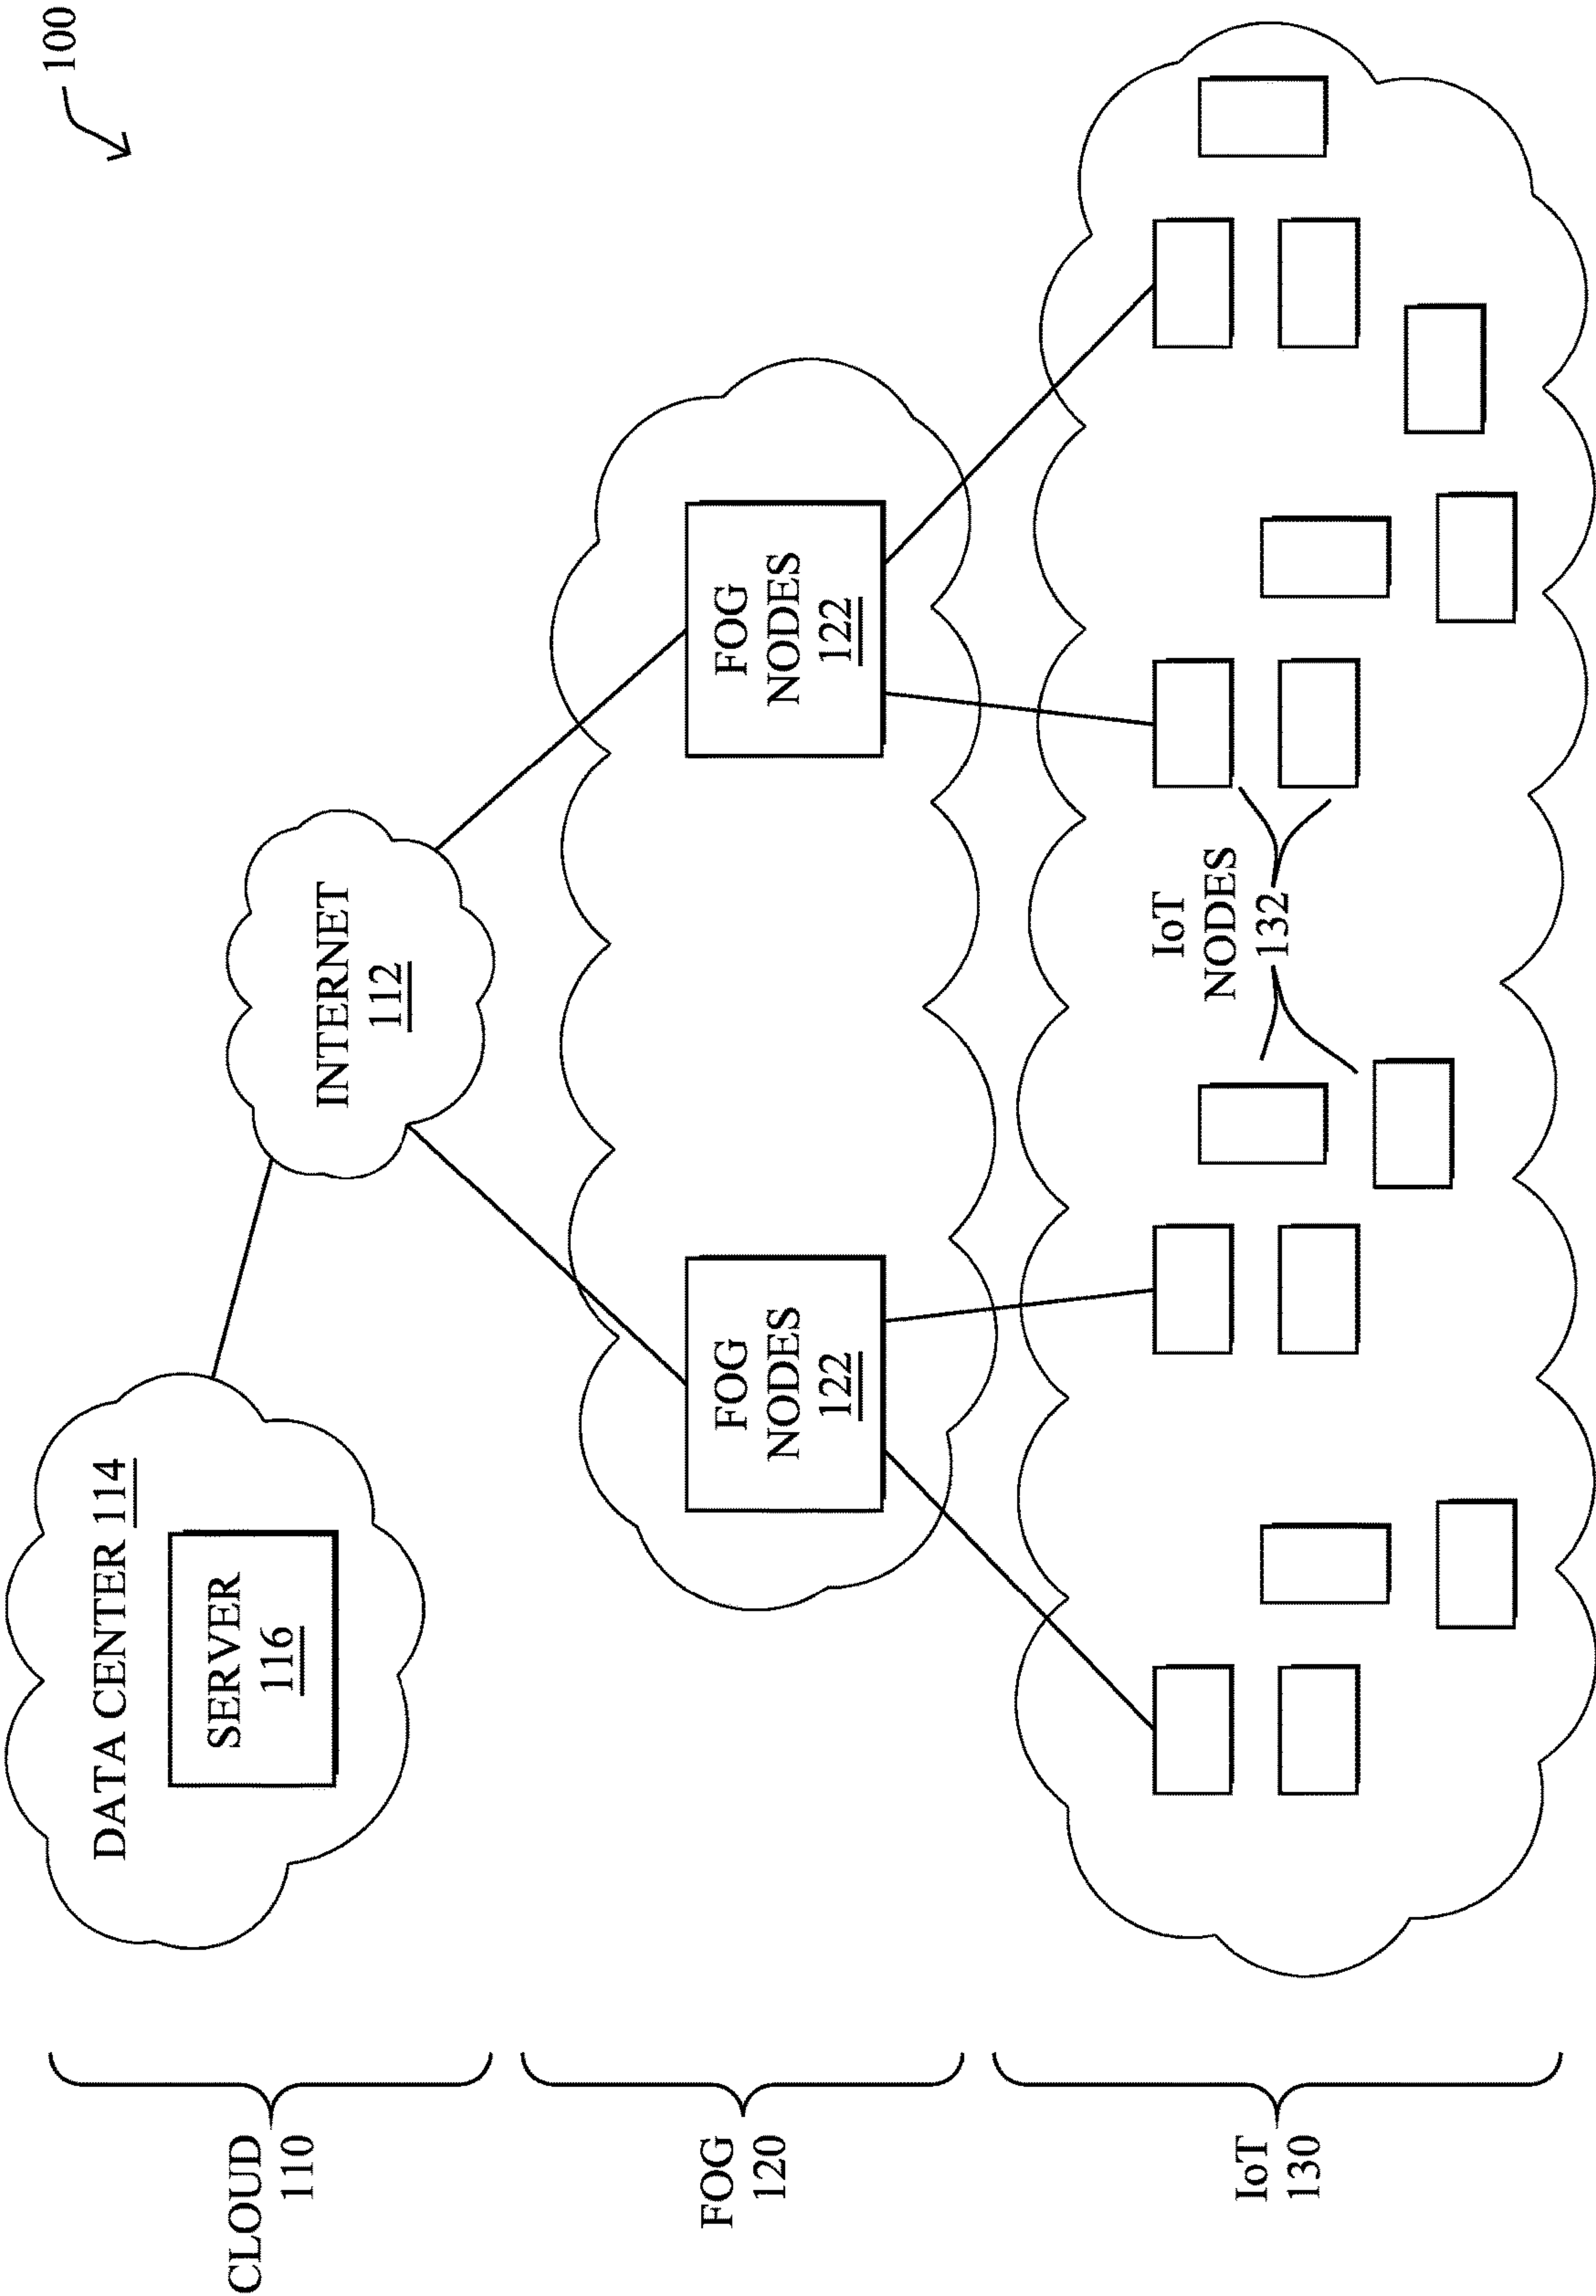 100
CLOUD
110
DATA CENTER 114
SERVER
116
INTERNET
112
FOG
120
FOG
NODES
122
FOG
NODES
122
IoT
130
IoT
NODES
132